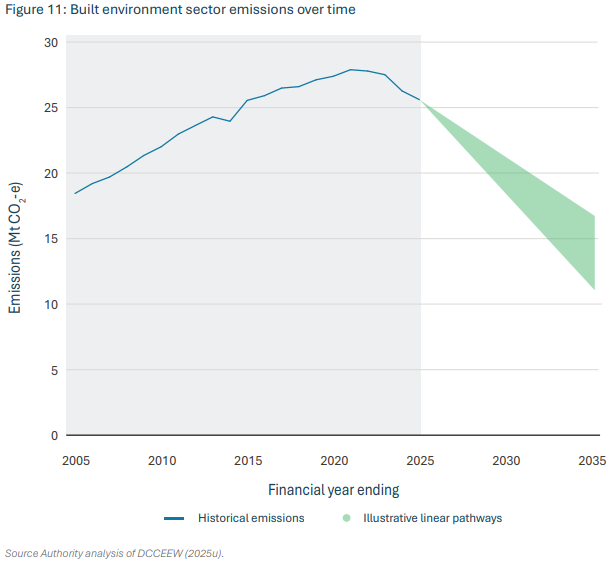 Figure 11: Built environment sector emissions over time
Emissions (Mt CO₂-e)
30
25
20
15
10
5
0
2005 2010 2015 2020 2025 2030 2035
Financial year ending
Historical emissions Illustrative linear pathways
Source Authority analysis of DCCEEW (2025u).